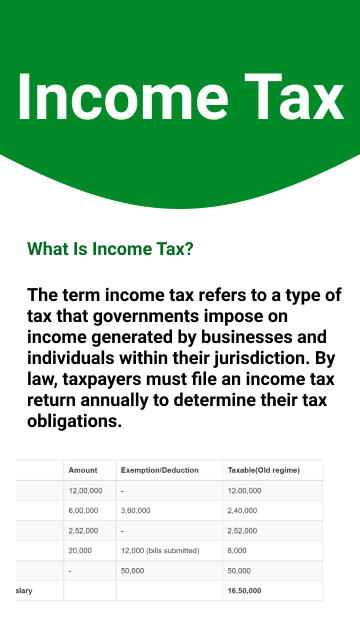 Income Tax
What Is Income Tax?
The term income tax refers to a type of
tax that governments impose on
income generated by businesses and
individuals within their jurisdiction. By
law, taxpayers must file an income tax
return annually to determine their tax
obligations.
Amount Exemption/Deduction Taxable(Old regime)
12,00,000 - 12,00,000
6,00,000 3,60,000 2,40,000
2,52,000 - 2,52,000
20,000 12,000 (bills submitted) 8,000
- 50,000 50,000
alary 16,50,000